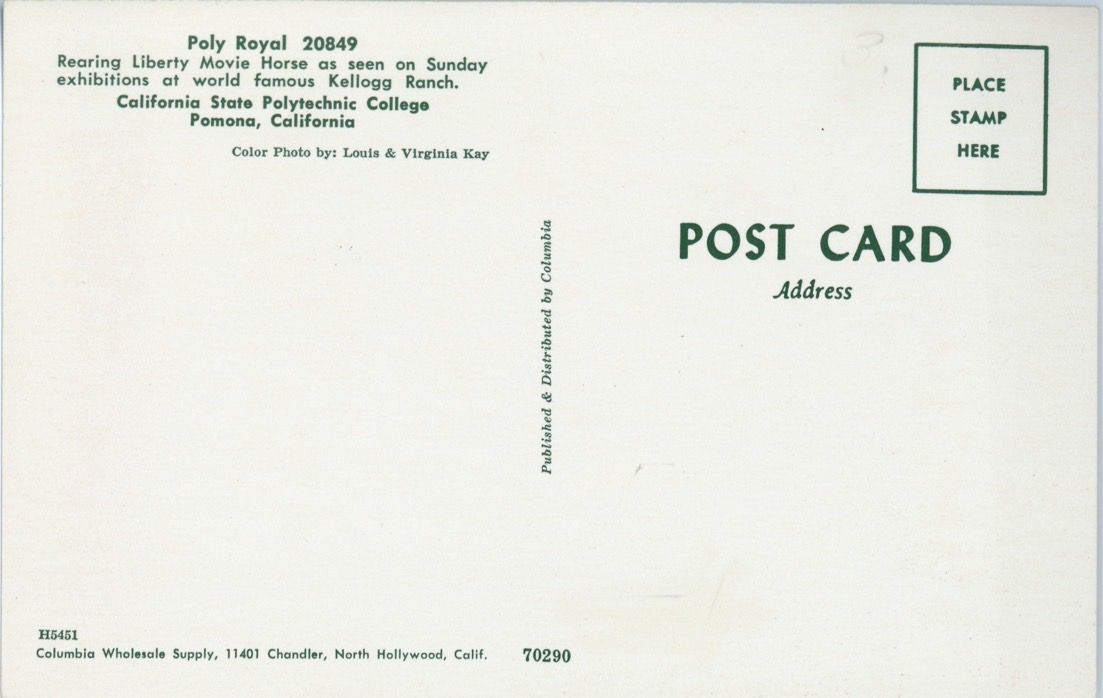 Poly Royal 20849
Rearing Liberty Movie Horse as seen on Sunday
exhibitions at world famous Kellogg Ranch.
California State Polytechnic College
Pomona, California
Color Photo by: Louis & Virginia Kay
PLACE
STAMP
HERE
POST CARD
Address
Published & Distributed by Columbia
H5451
Columbia Wholesale Supply, 11401 Chandler, North Hollywood, Calif.
70290